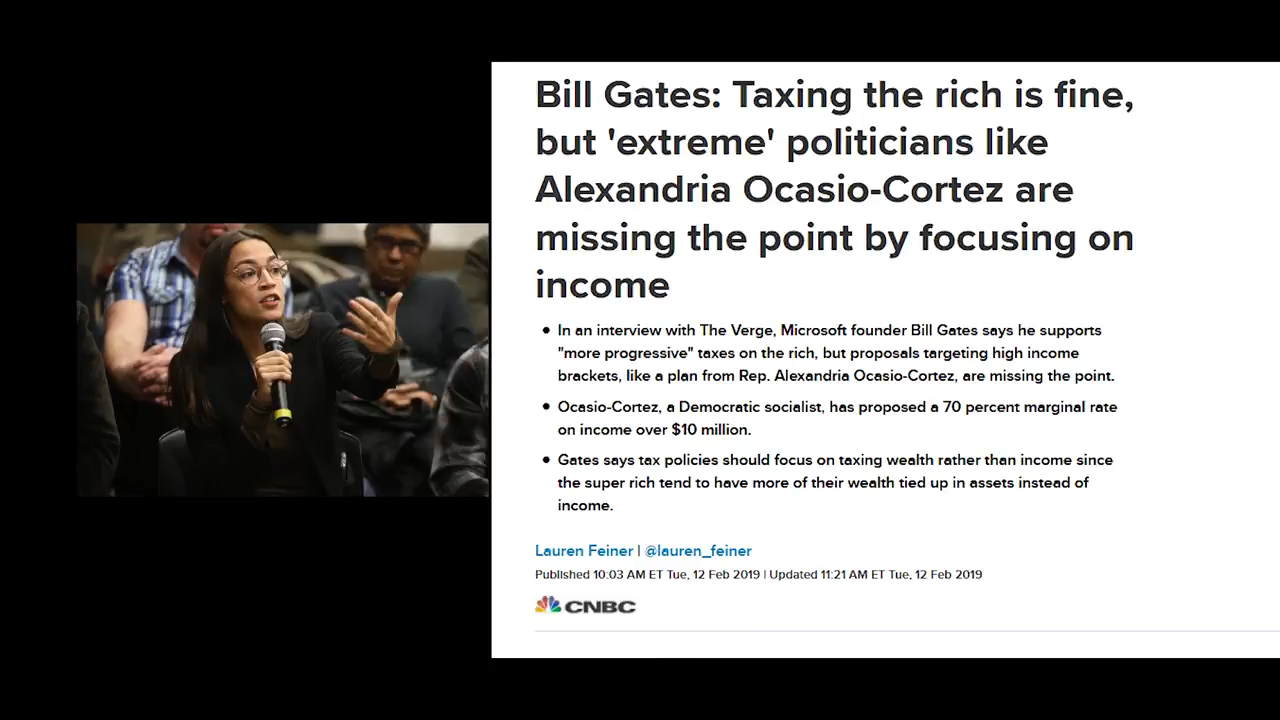 Bill Gates: Taxing the rich is fine,
but 'extreme' politicians like
Alexandria Ocasio-Cortez are
missing the point by focusing on
income
• In an interview with The Verge, Microsoft founder Bill Gates says he supports
"more progressive" taxes on the rich, but proposals targeting high income
brackets, like a plan from Rep. Alexandria Ocasio-Cortez, are missing the point.
• Ocasio-Cortez, a Democratic socialist, has proposed a 70 percent marginal rate
on income over $10 million.
• Gates says tax policies should focus on taxing wealth rather than income since
the super rich tend to have more of their wealth tied up in assets instead of
income.
Lauren Feiner | @lauren_feiner
Published 10:03 AM ET Tue, 12 Feb 2019 | Updated 11:21 AM ET Tue, 12 Feb 2019
CNBC